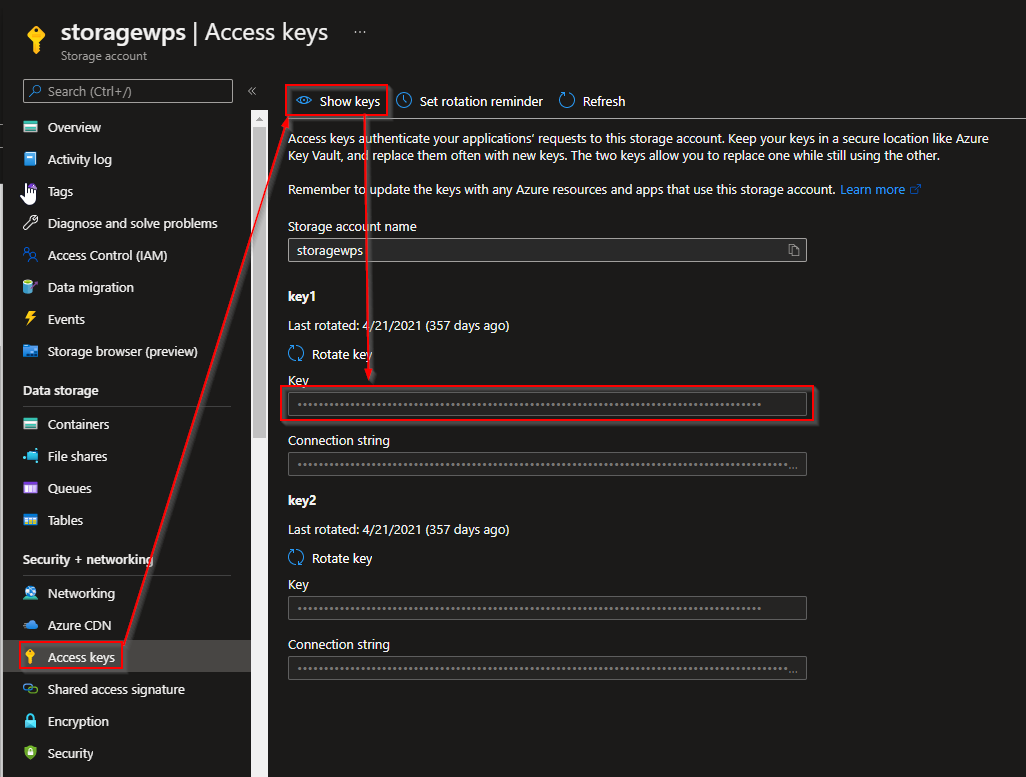 storagewps | Access keys ...
Storage account
Search (Ctrl+/)
«
Overview
Activity log
Tags
Diagnose and solve problems
Access Control (IAM)
Data migration
Events
Storage browser (preview)
Data storage
Containers
File shares
Queues
Tables
Security + networking
Networking
Azure CDN
Access keys
Shared access signature
Encryption
Security
Show keys
Set rotation reminder
Refresh
Access keys authenticate your applications' requests to this storage account. Keep your keys in a secure location like Azure
Key Vault, and replace them often with new keys. The two keys allow you to replace one while still using the other.
Remember to update the keys with any Azure resources and apps that use this storage account. Learn more
Storage account name
storagewps
key1
Last rotated: 4/21/2021 (357 days ago)
Rotate key
Key
Connection string
key2
Last rotated: 4/21/2021 (357 days ago)
Rotate key
Key
Connection string